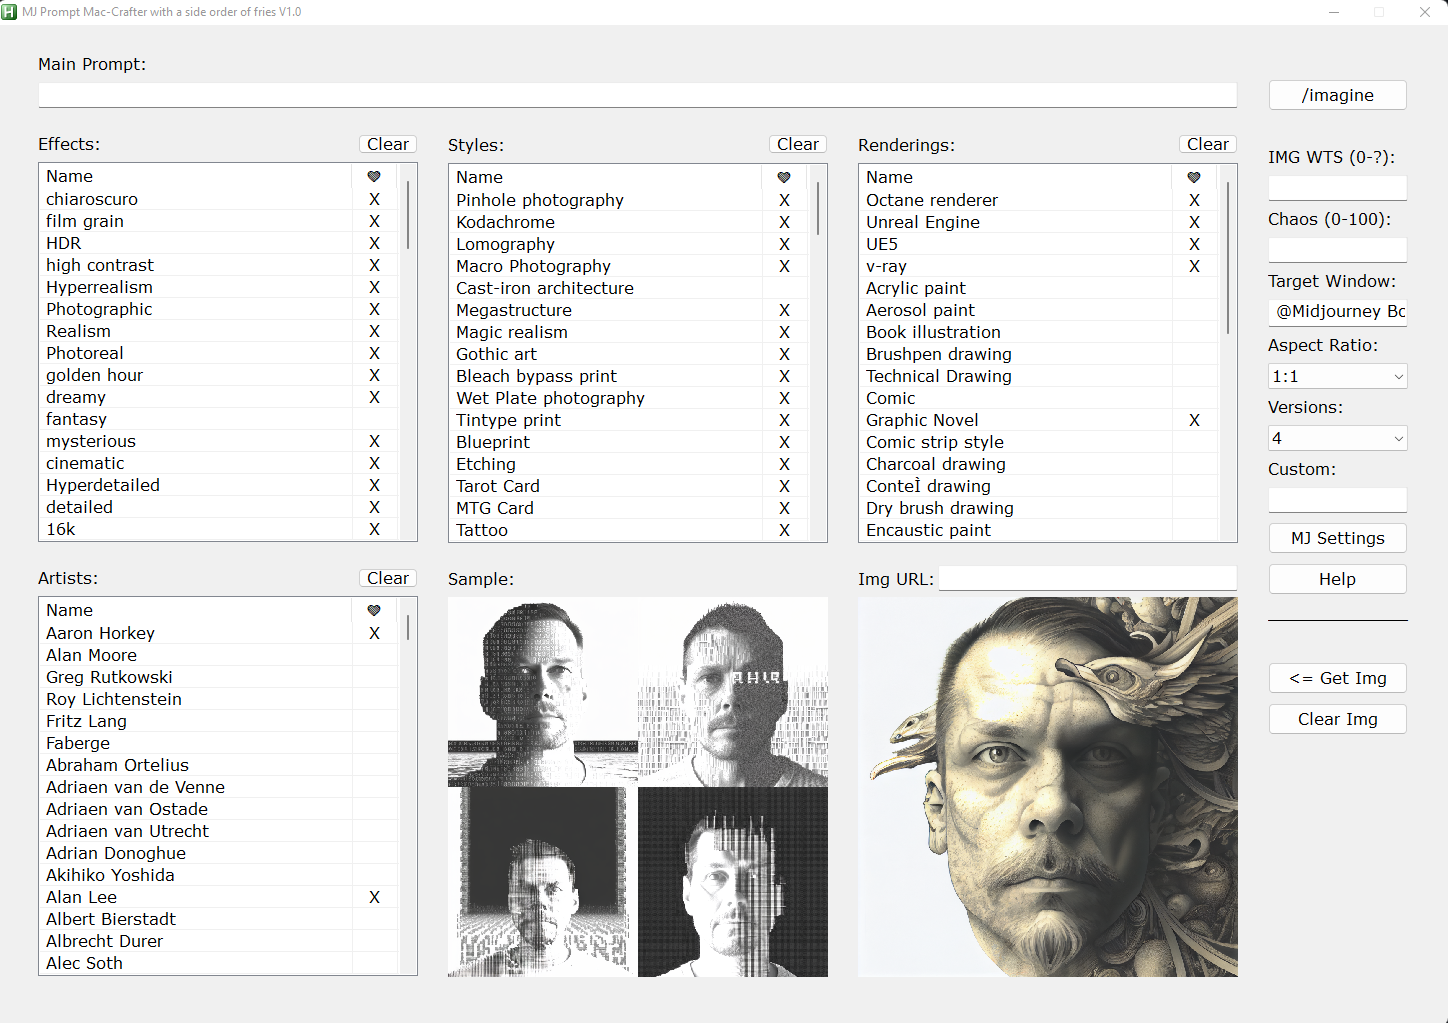 MJ Prompt Mac-Crafter with a side order of fries V1.0
Main Prompt:
/imagine
Effects:
Clear
Name
chiaroscuro X
film grain X
HDR X
high contrast X
Hyperrealism X
Photographic X
Realism X
Photoreal X
golden hour X
dreamy X
fantasy
mysterious X
cinematic X
Hyperdetailed X
detailed X
16k X
Styles:
Clear
Name
Pinhole photography X
Kodachrome X
Lomography X
Macro Photography X
Cast-iron architecture
Megastructure X
Magic realism X
Gothic art X
Bleach bypass print X
Wet Plate photography X
Tintype print X
Blueprint X
Etching X
Tarot Card X
MTG Card X
Tattoo X
Renderings:
Clear
Name
Octane renderer X
Unreal Engine X
UE5 X
v-ray X
Acrylic paint
Aerosol paint
Book illustration
Brushpen drawing
Technical Drawing
Comic
Graphic Novel X
Comic strip style
Charcoal drawing
ConteÌ drawing
Dry brush drawing
Encaustic paint
IMG WTS (0-?):
Chaos (0-100):
Target Window:
@Midjourney Bo
Aspect Ratio:
1:1
Versions:
4
Custom:
MJ Settings
Help
<= Get Img
Clear Img
Artists:
Clear
Name
Aaron Horkey X
Alan Moore
Greg Rutkowski
Roy Lichtenstein
Fritz Lang
Faberge
Abraham Ortelius
Adriaen van de Venne
Adriaen van Ostade
Adriaen van Utrecht
Adrian Donoghue
Akihiko Yoshida
Alan Lee X
Albert Bierstadt
Albrecht Durer
Alec Soth
Sample:
Img URL: